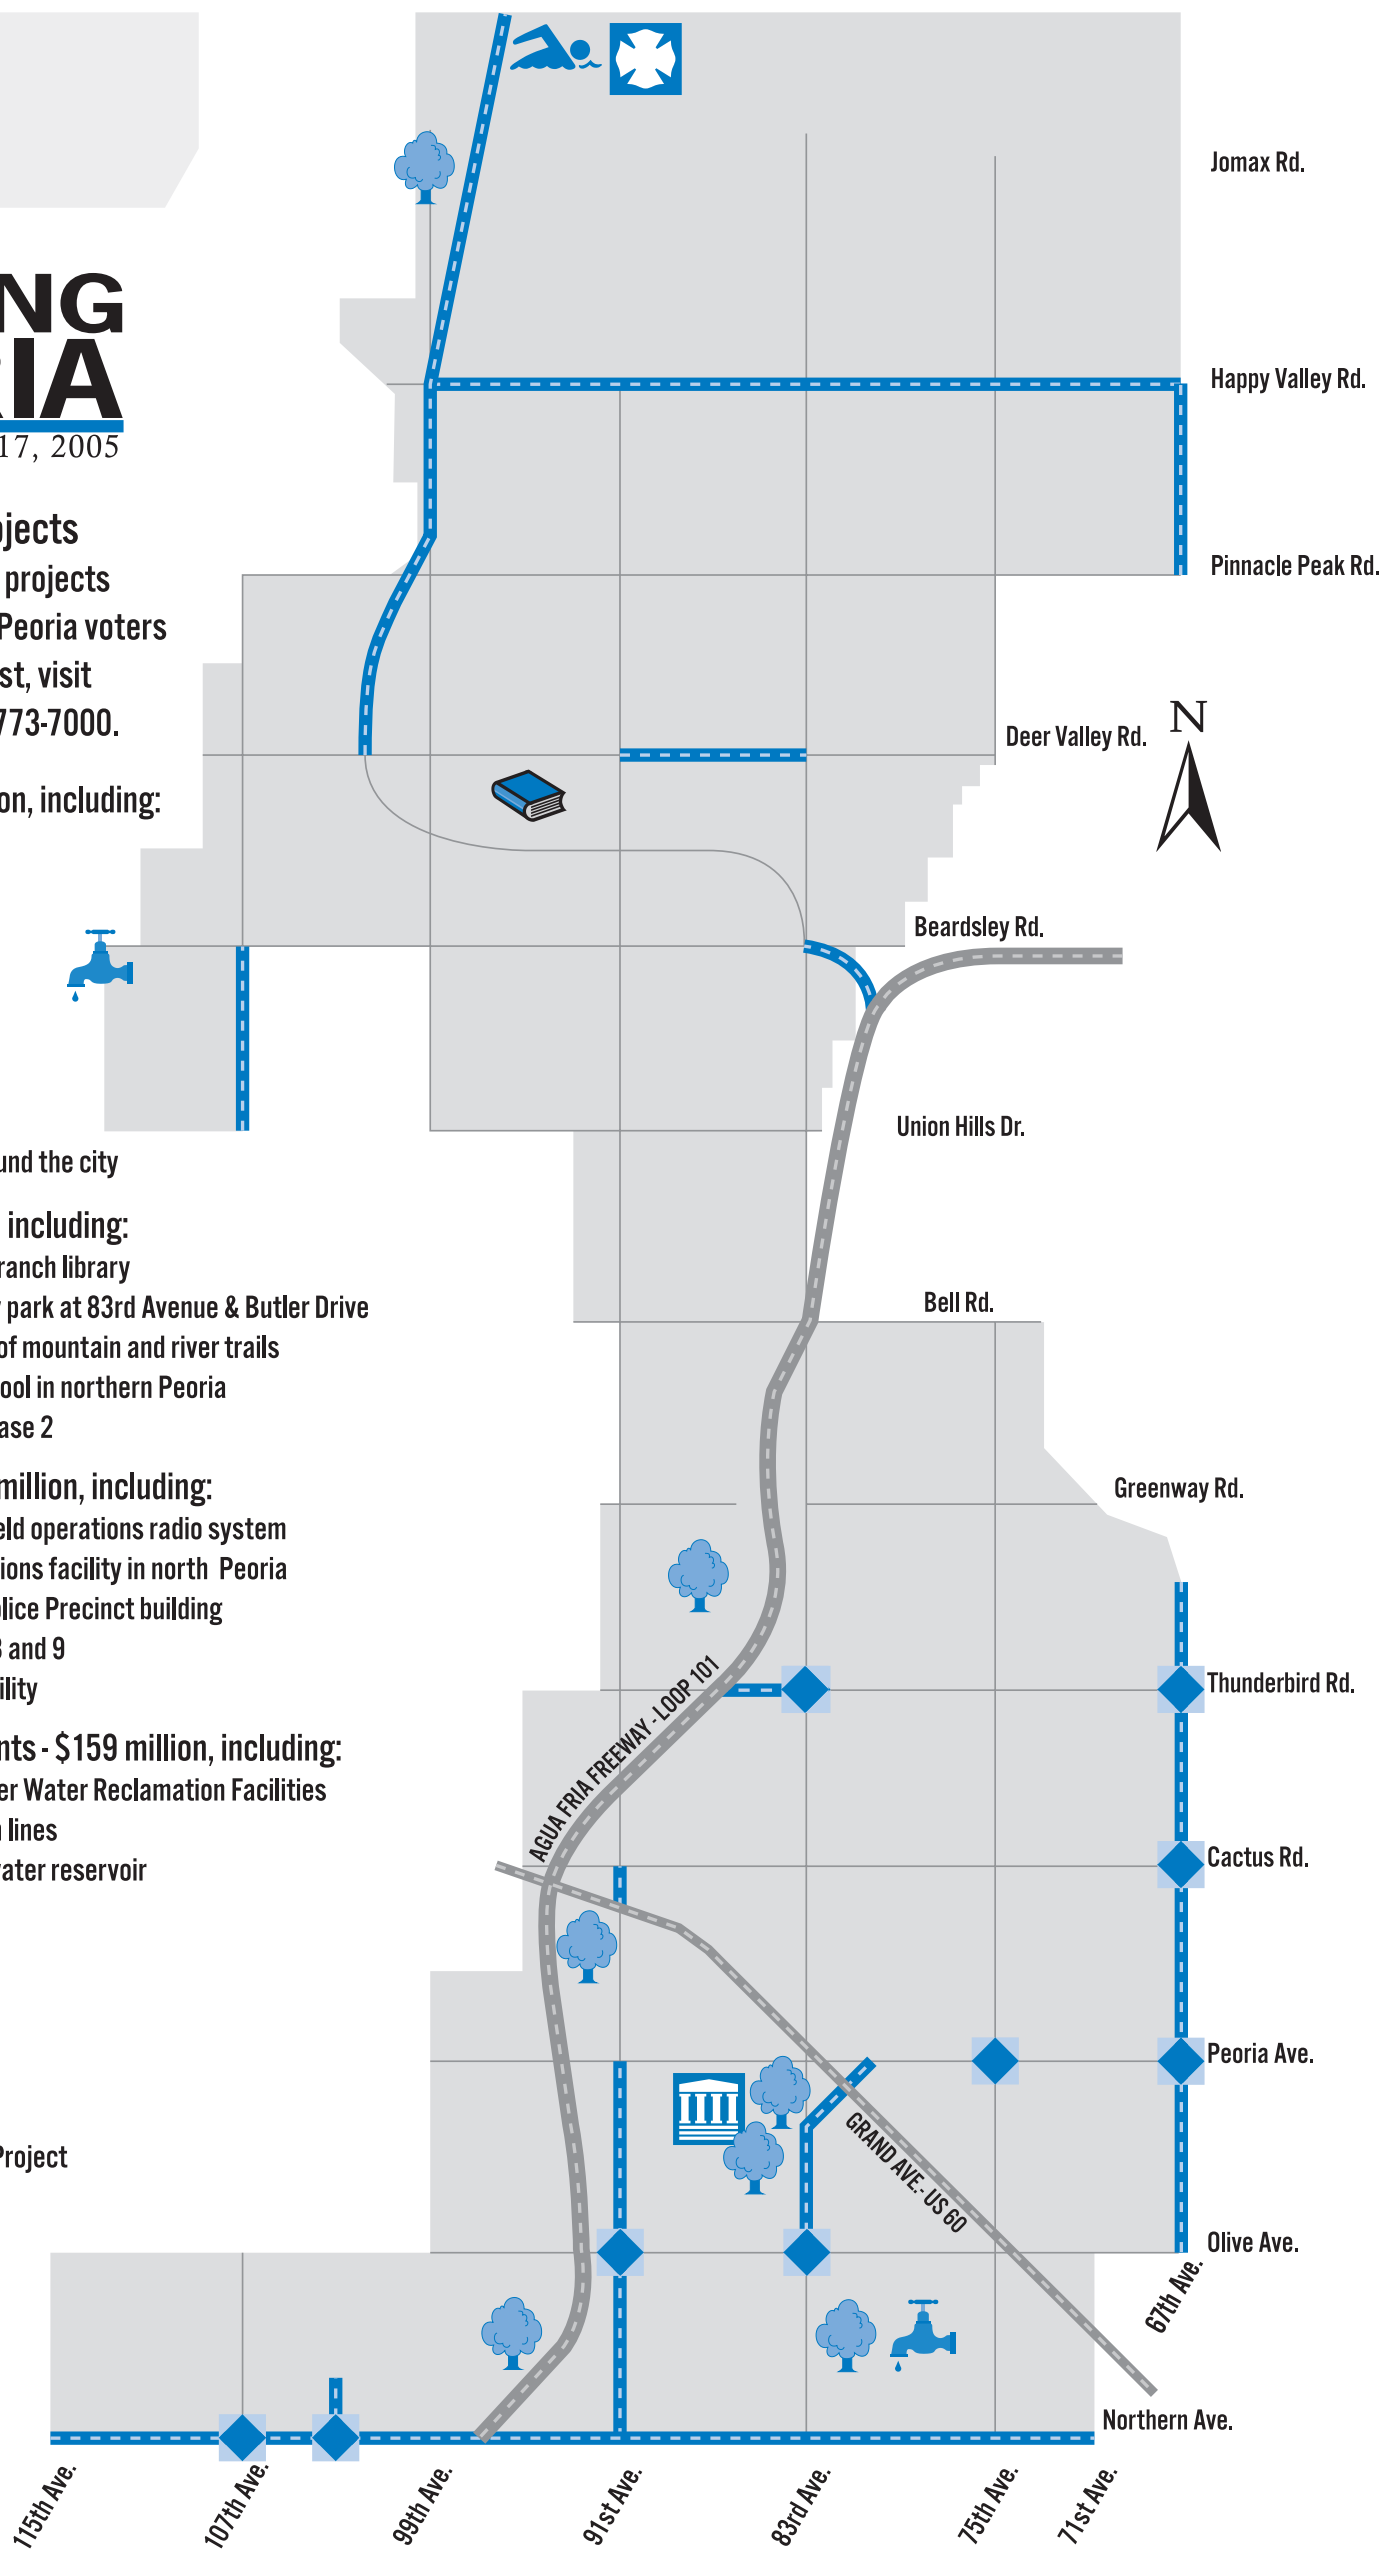 NG
RIA
17, 2005
ojects
projects
Peoria voters
st, visit
773-7000.
on, including:
und the city
including:
ranch library
park at 83rd Avenue & Butler Drive
of mountain and river trails
ool in northern Peoria
ase 2
million, including:
eld operations radio system
ions facility in north Peoria
lice Precinct building
3 and 9
ility
nts - $159 million, including:
er Water Reclamation Facilities
lines
water reservoir
Project
Jomax Rd.
Happy Valley Rd.
Pinnacle Peak Rd.
N
Deer Valley Rd.
Beardsley Rd.
Union Hills Dr.
Bell Rd.
Greenway Rd.
AGUA FRIA FREEWAY - LOOP 101
Thunderbird Rd.
Cactus Rd.
Peoria Ave.
GRAND AVE.- US 60
Olive Ave.
67th Ave.
Northern Ave.
115th Ave.
107th Ave.
99th Ave.
91st Ave.
83rd Ave.
75th Ave.
71st Ave.